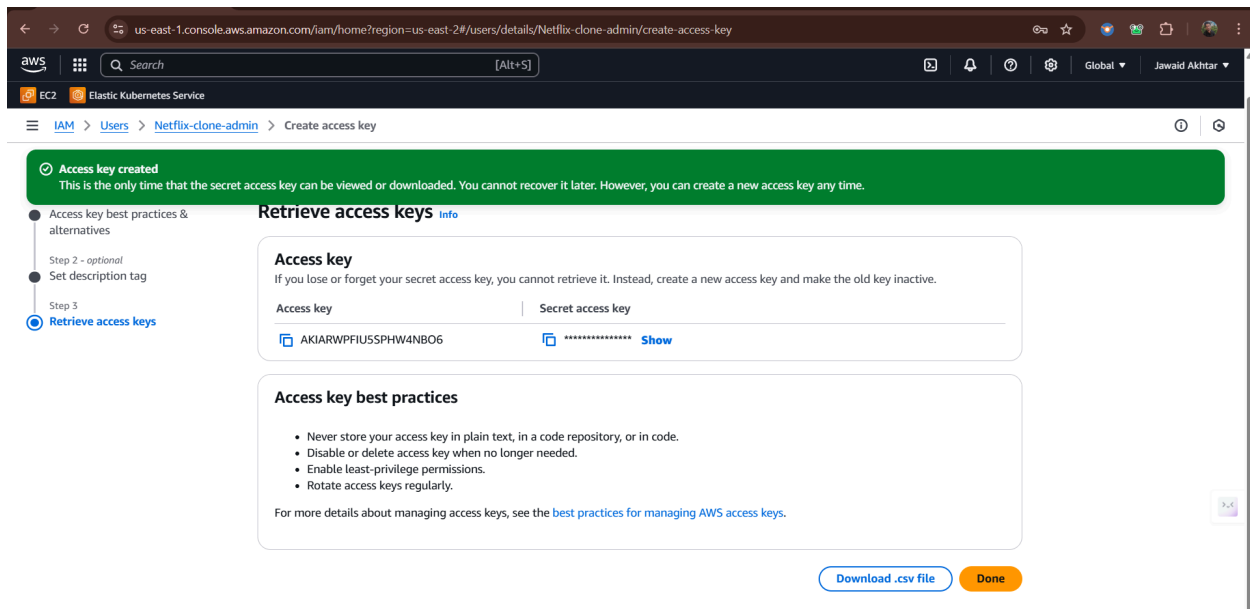 us-east-1.console.aws.amazon.com/iam/home?region=us-east-2#/users/details/Netflix-clone-admin/create-access-key
aws Search [Alt+S] Global ▼ Jawaid Akhtar ▼
EC2 Elastic Kubernetes Service
IAM > Users > Netflix-clone-admin > Create access key
Access key created
This is the only time that the secret access key can be viewed or downloaded. You cannot recover it later. However, you can create a new access key any time.
Access key best practices &
alternatives
Step 2 - optional
Set description tag
Step 3
Retrieve access keys
Retrieve access keys Info
Access key
If you lose or forget your secret access key, you cannot retrieve it. Instead, create a new access key and make the old key inactive.
Access key Secret access key
AKIARWPFIU5SPHW4NBO6 *************** Show
Access key best practices
• Never store your access key in plain text, in a code repository, or in code.
• Disable or delete access key when no longer needed.
• Enable least-privilege permissions.
• Rotate access keys regularly.
For more details about managing access keys, see the best practices for managing AWS access keys.
Download .csv file Done